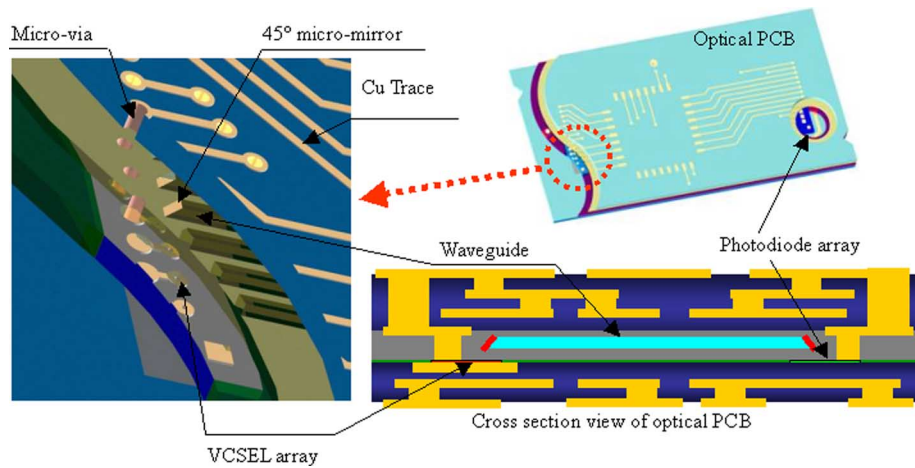 Micro-via
45° micro-mirror
Cu Trace
Optical PCB
Waveguide
Photodiode array
VCSEL array
Cross section view of optical PCB